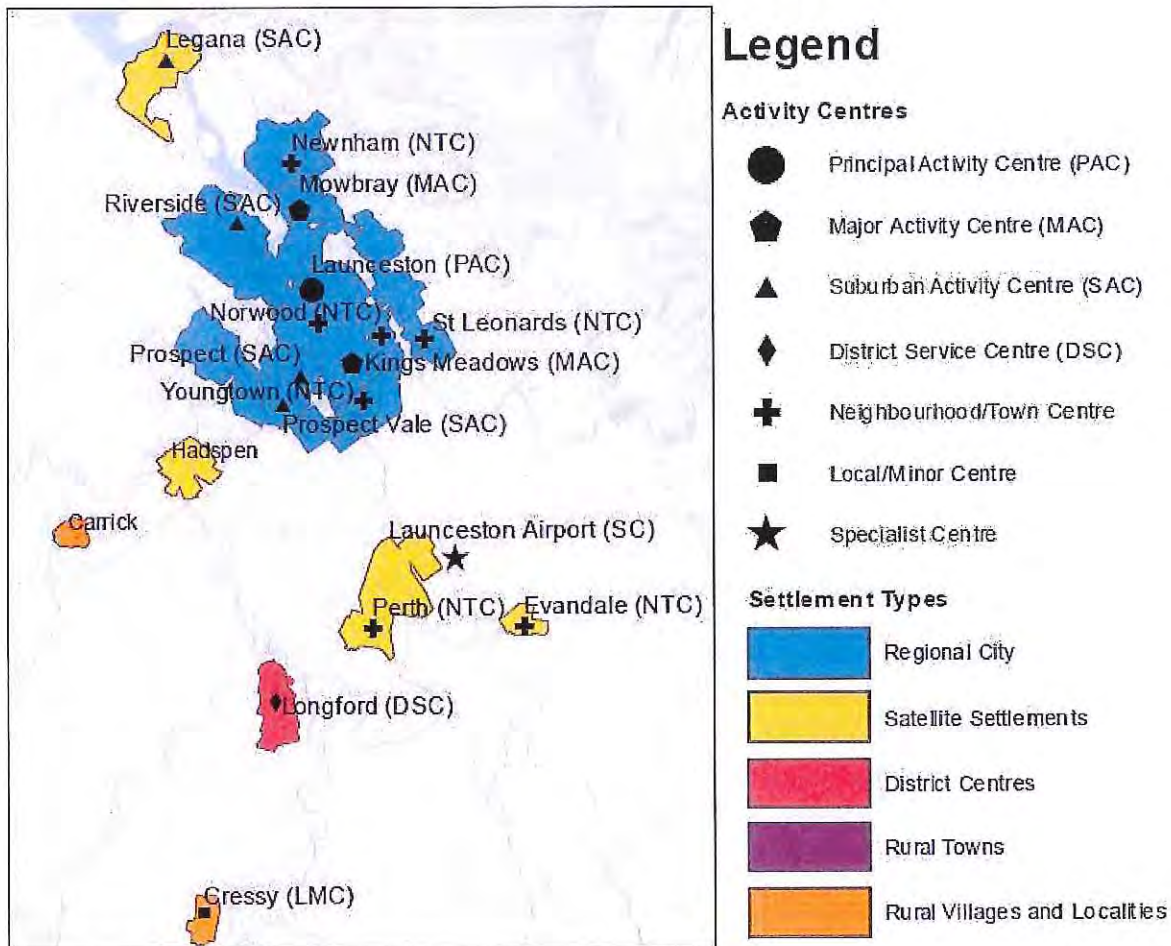 Legana (SAC)
Newnham (NTC)
Mowbray (MAC)
Riverside (SAC)
Launceston (PAC)
Norwood (NTC)
St Leonards (NTC)
Prospect (SAC)
Kings Meadows (MAC)
Youngtown (NTC)
Prospect Vale (SAC)
Hadspen
Carrick
Launceston Airport (SC)
Perth (NTC)
Evandale (NTC)
Longford (DSC)
Cressy (LMC)
Legend
Activity Centres
Principal Activity Centre (PAC)
Major Activity Centre (MAC)
Suburban Activity Centre (SAC)
District Service Centre (DSC)
Neighbourhood/Town Centre
Local/Minor Centre
Specialist Centre
Settlement Types
Regional City
Satellite Settlements
District Centres
Rural Towns
Rural Villages and Localities